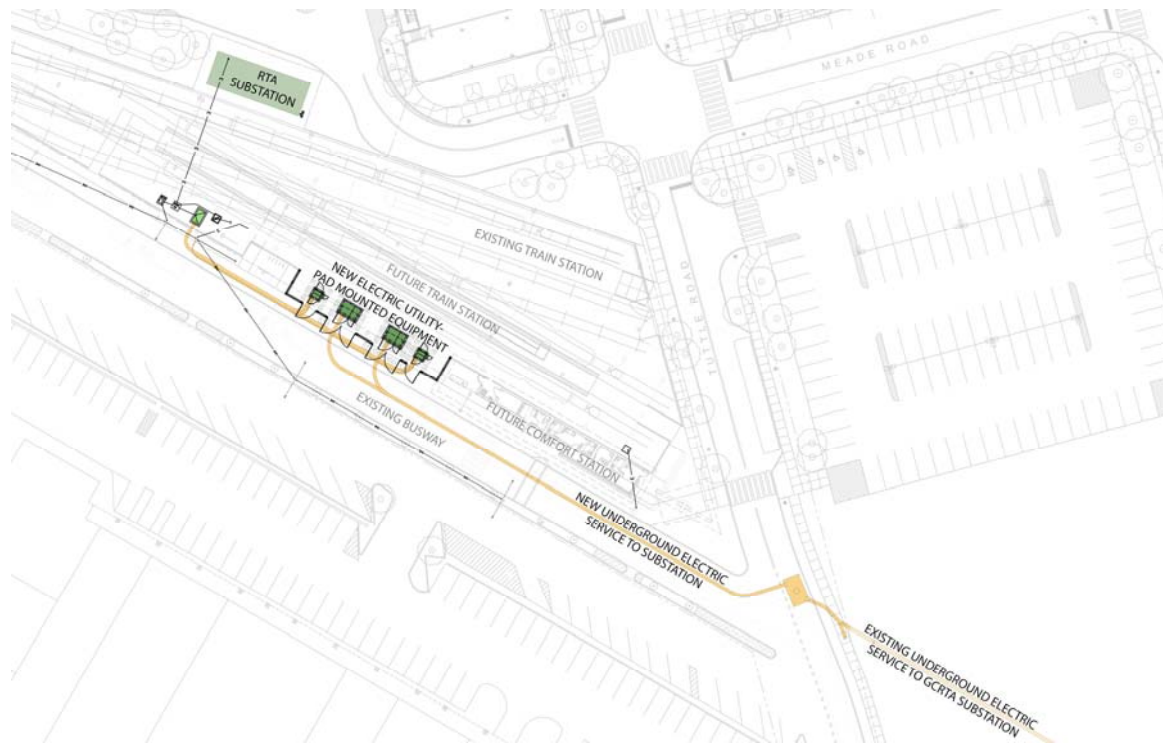 MEADE ROAD
RTA
SUBSTATION
EXISTING TRAIN STATION
FUTURE TRAIN STATION
NEW ELECTRIC UTILITY-
PAD MOUNTED EQUIPMENT
TUTTLE ROAD
EXISTING BUSWAY
FUTURE COMFORT STATION
NEW UNDERGROUND ELECTRIC
SERVICE TO SUBSTATION
EXISTING UNDERGROUND ELECTRIC
SERVICE TO GCRTA SUBSTATION